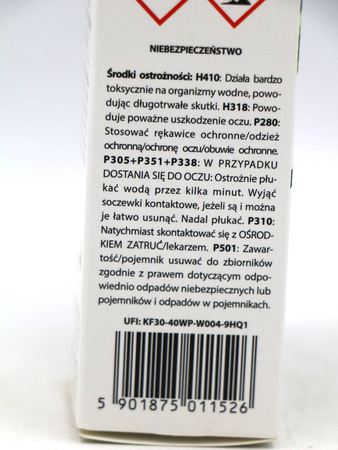 NIEBEZPIECZEŃSTWO
Środki ostrożności: H410: Działa bardzo
toksycznie na organizmy wodne, powo-
dując długotrwałe skutki. H318: Powo-
duje poważne uszkodzenie oczu. P280:
Stosować rękawice ochronne/odzież
ochronną/ochronę oczu/obuwie ochronne.
P305+P351+P338: W PRZYPADKU
DOSTANIA SIĘ DO OCZU: Ostrożnie płu-
kać wodą przez kilka minut. Wyjąć
soczewki kontaktowe, jeżeli są i można
je łatwo usunąć. Nadal płukać. P310:
Natychmiast skontaktować się z OŚROD-
KIEM ZATRUĆ/lekarzem. P501: Zawar-
tość/pojemnik usuwać do zbiorników
zgodnie z prawem dotyczącym odpo-
wiednio odpadów niebezpiecznych lub
pojemników i odpadów w pojemnikach.
UFI: KF30-40WP-W004-9HQ1
5 901875 011526